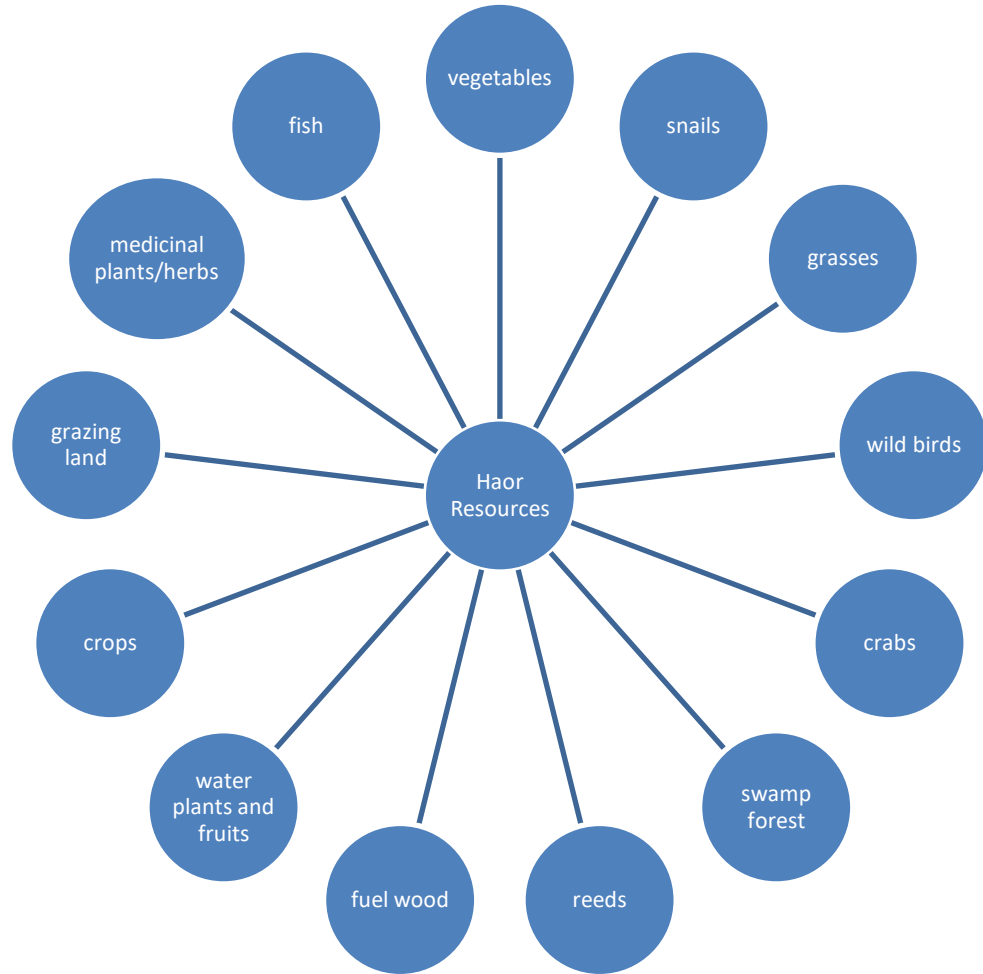 vegetables
fish
snails
medicinal
plants/herbs
grasses
grazing
land
wild birds
Haor
Resources
crops
crabs
water
plants and
fruits
swamp
forest
fuel wood
reeds